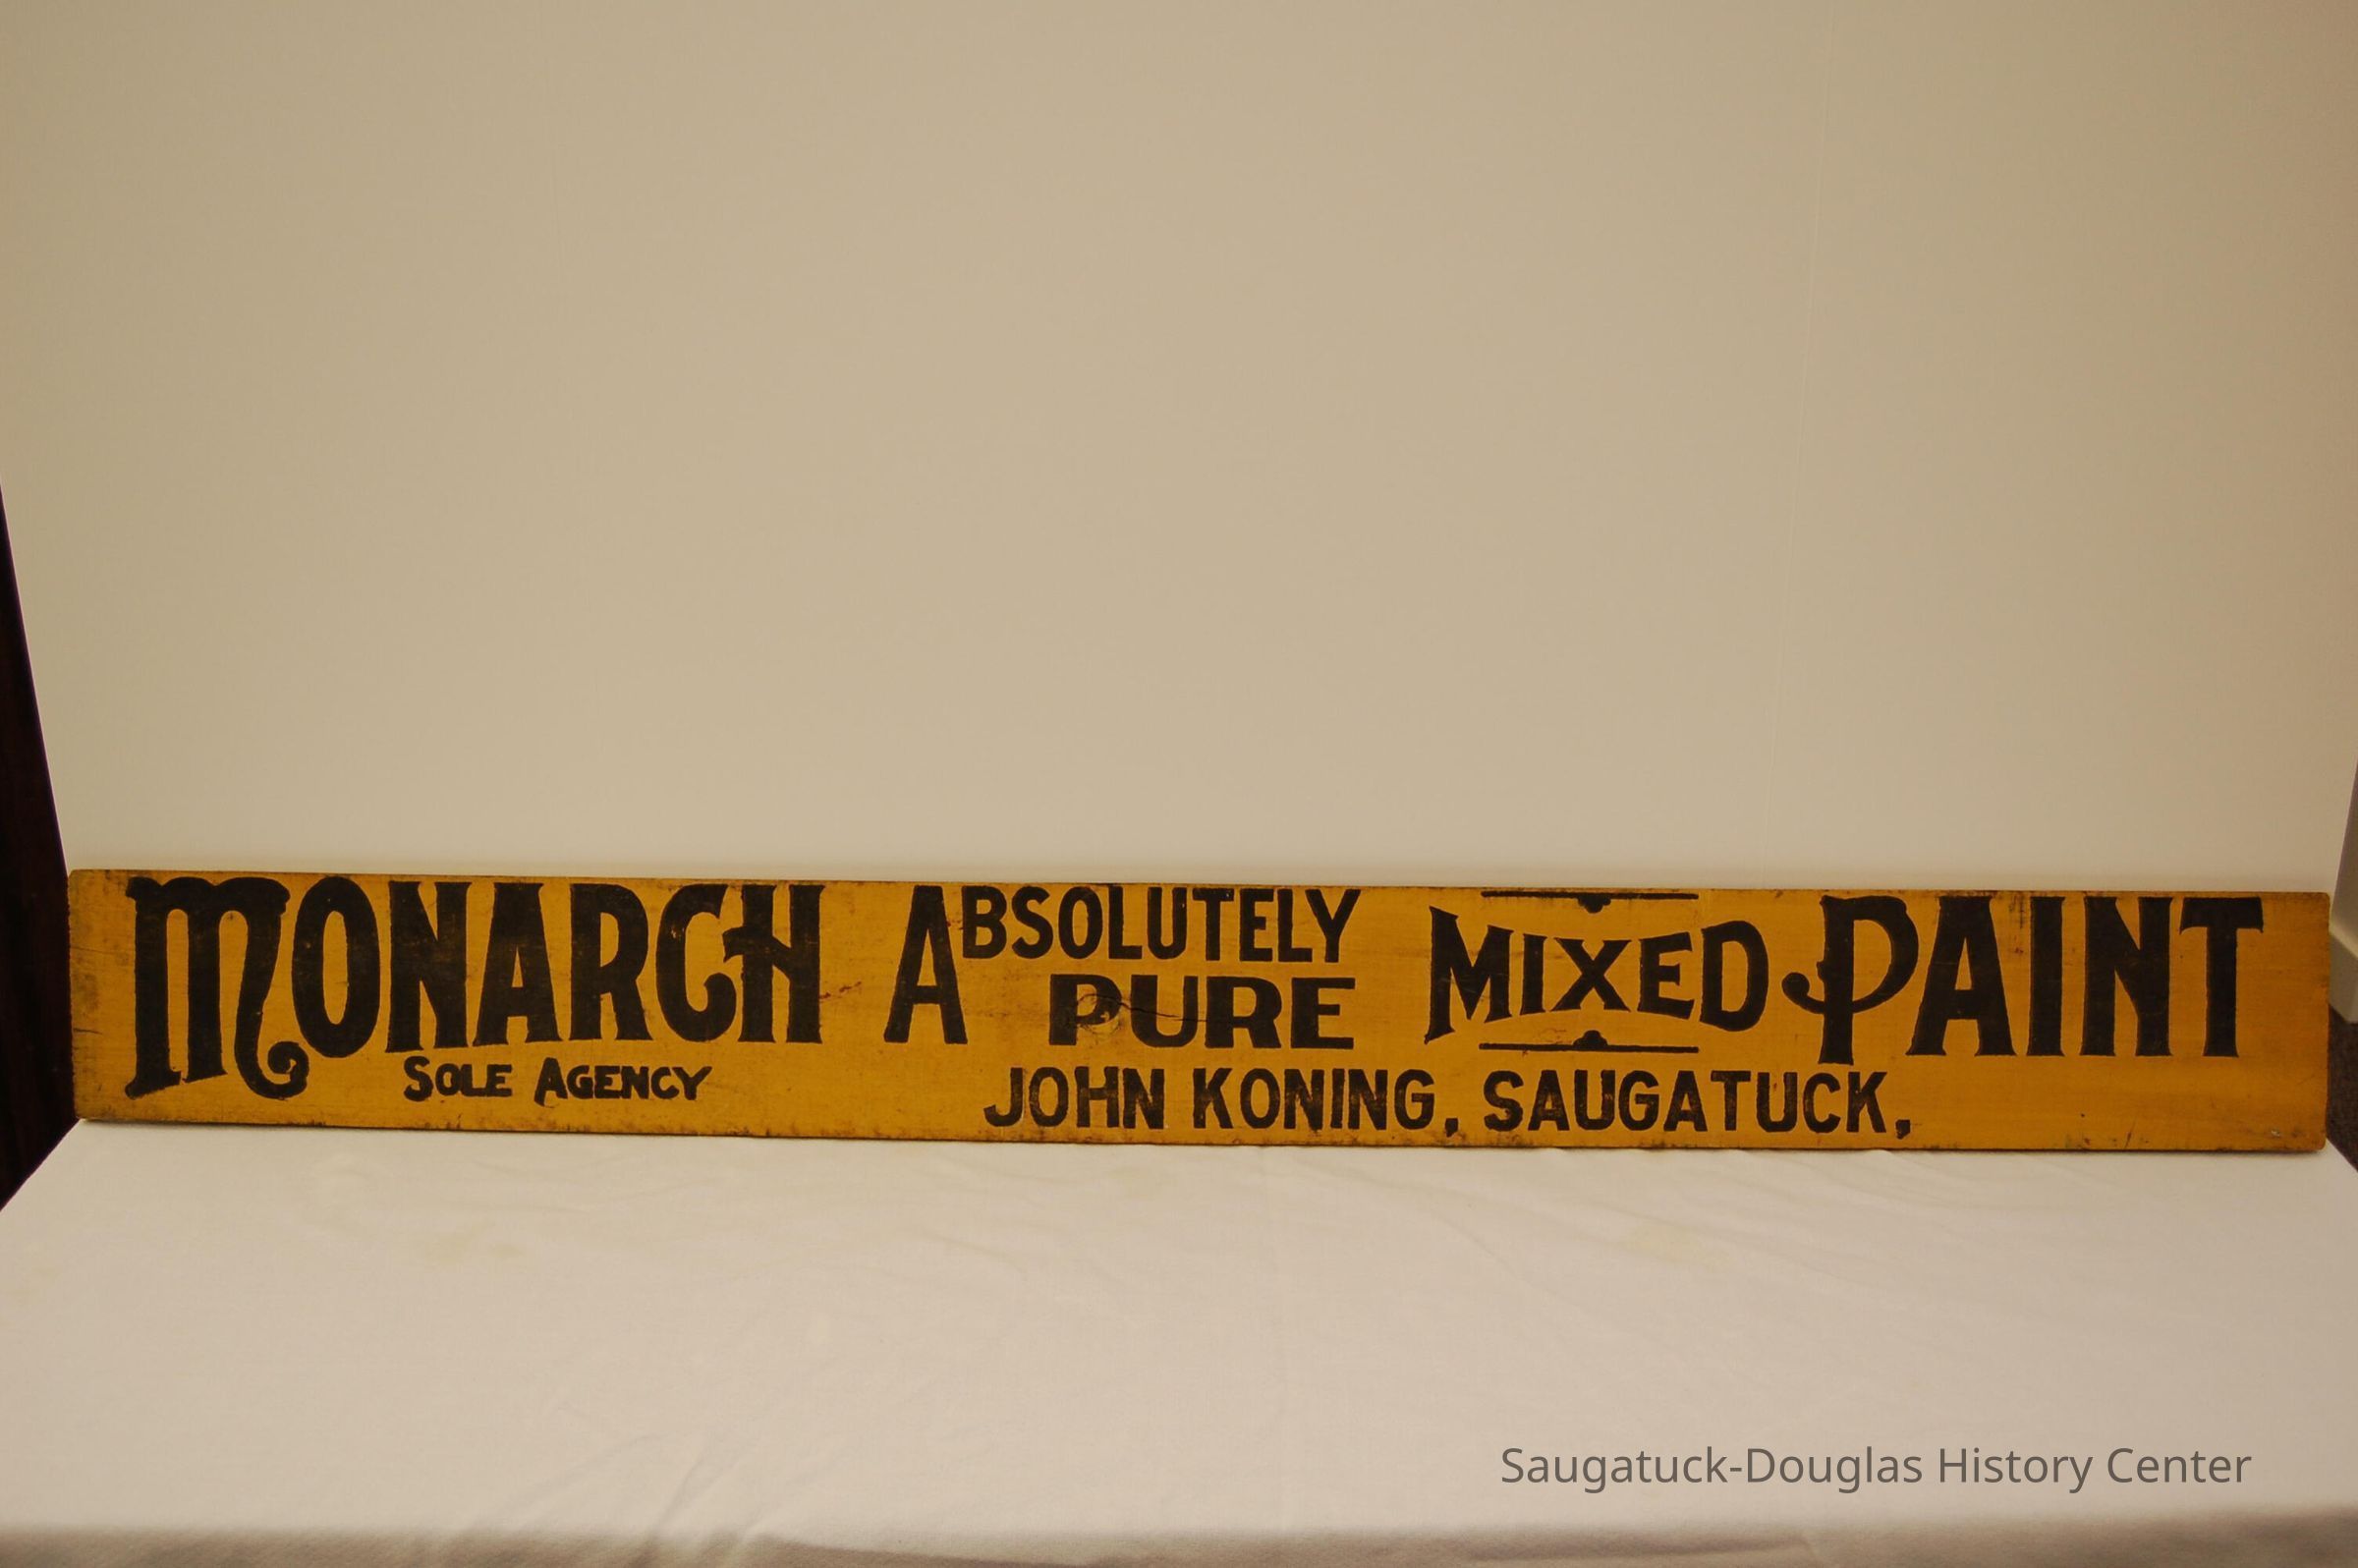 MONARCH ABSOLUTELY PURE MIXED PAINT
SOLE AGENCY JOHN KONING, SAUGATUCK,
Saugatuck-Douglas History Center